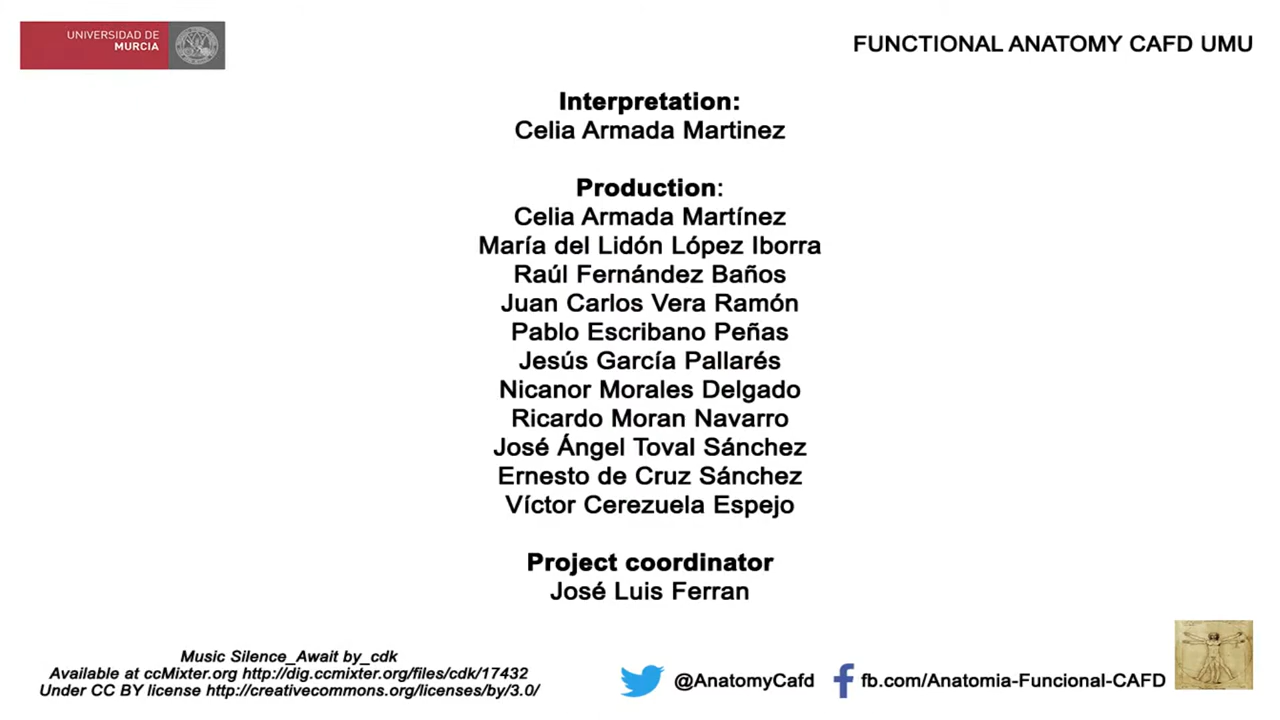 UNIVERSIDAD DE
MURCIA
FUNCTIONAL ANATOMY CAFD UMU
Interpretation:
Celia Armada Martinez
Production:
Celia Armada Martínez
María del Lidón López Iborra
Raúl Fernández Baños
Juan Carlos Vera Ramón
Pablo Escribano Peñas
Jesús García Pallarés
Nicanor Morales Delgado
Ricardo Moran Navarro
José Ángel Toval Sánchez
Ernesto de Cruz Sánchez
Víctor Cerezuela Espejo
Project coordinator
José Luis Ferran
Music Silence_Await by_cdk
Available at ccMixter.org http://dig.ccmixter.org/files/cdk/17432
Under CC BY license http://creativecommons.org/licenses/by/3.0/
@AnatomyCafd
fb.com/Anatomia-Funcional-CAFD